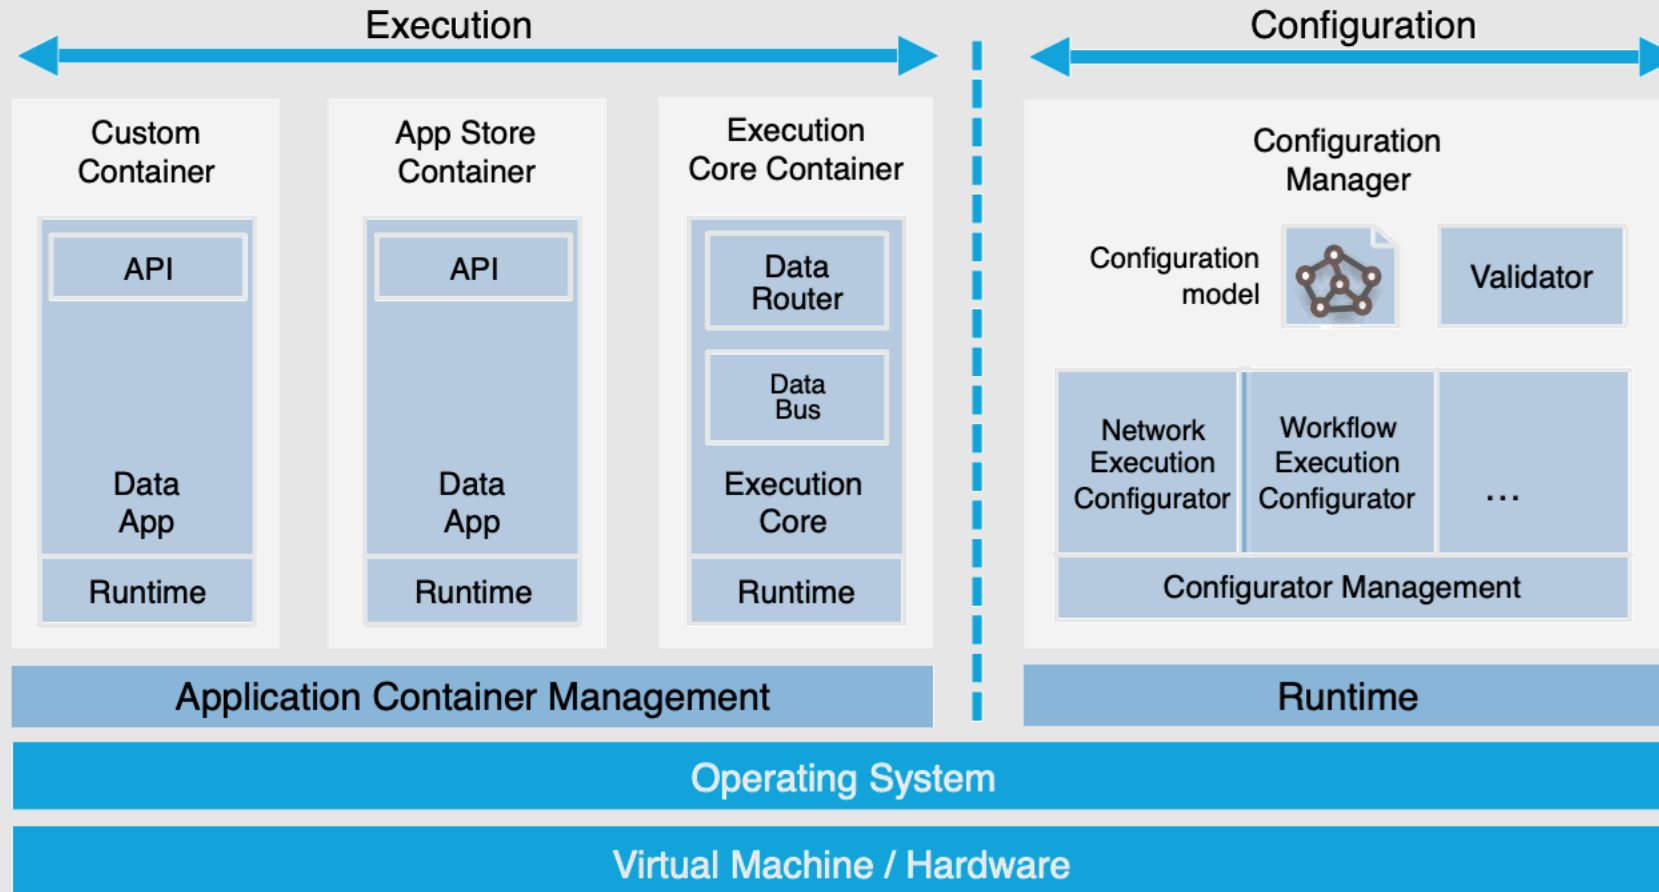 Execution
Configuration
Custom
Container
API
Data
App
Runtime
App Store
Container
API
Data
App
Runtime
Execution
Core Container
Data
Router
Data
Bus
Execution
Core
Runtime
Configuration
Manager
Configuration
model
Validator
Network
Execution
Configurator
Workflow
Execution
Configurator
...
Configurator Management
Application Container Management
Runtime
Operating System
Virtual Machine / Hardware